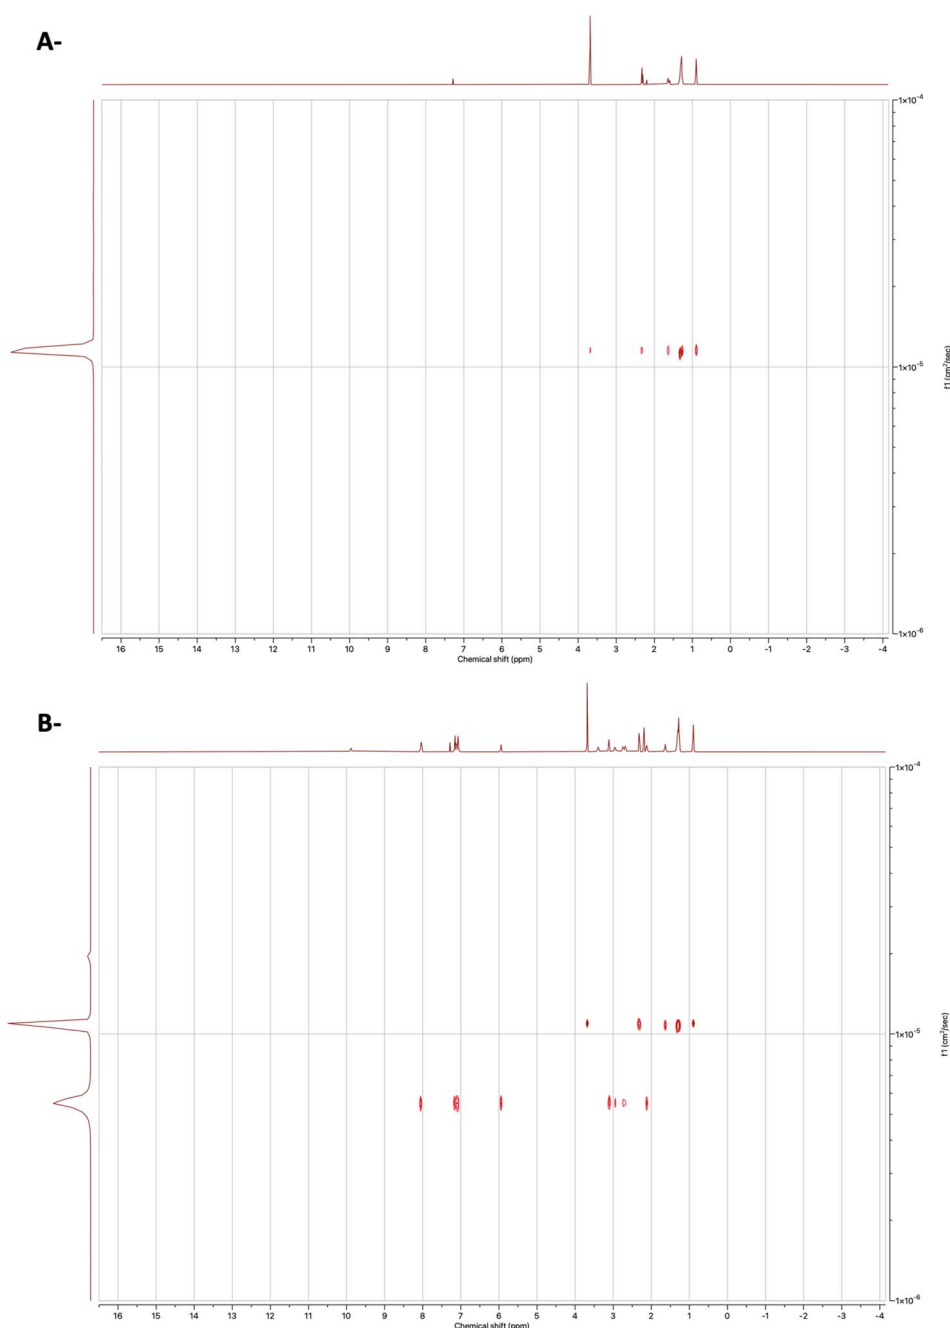 A-
1×10⁻⁴
1×10⁻⁵
f1 (cm²/sec)
1×10⁻⁶
16 15 14 13 12 11 10 9 8 7 6 5 4 3 2 1 0 -1 -2 -3 -4
Chemical shift (ppm)
B-
1×10⁻⁴
1×10⁻⁵
f1 (cm²/sec)
1×10⁻⁶
16 15 14 13 12 11 10 9 8 7 6 5 4 3 2 1 0 -1 -2 -3 -4
Chemical shift (ppm)